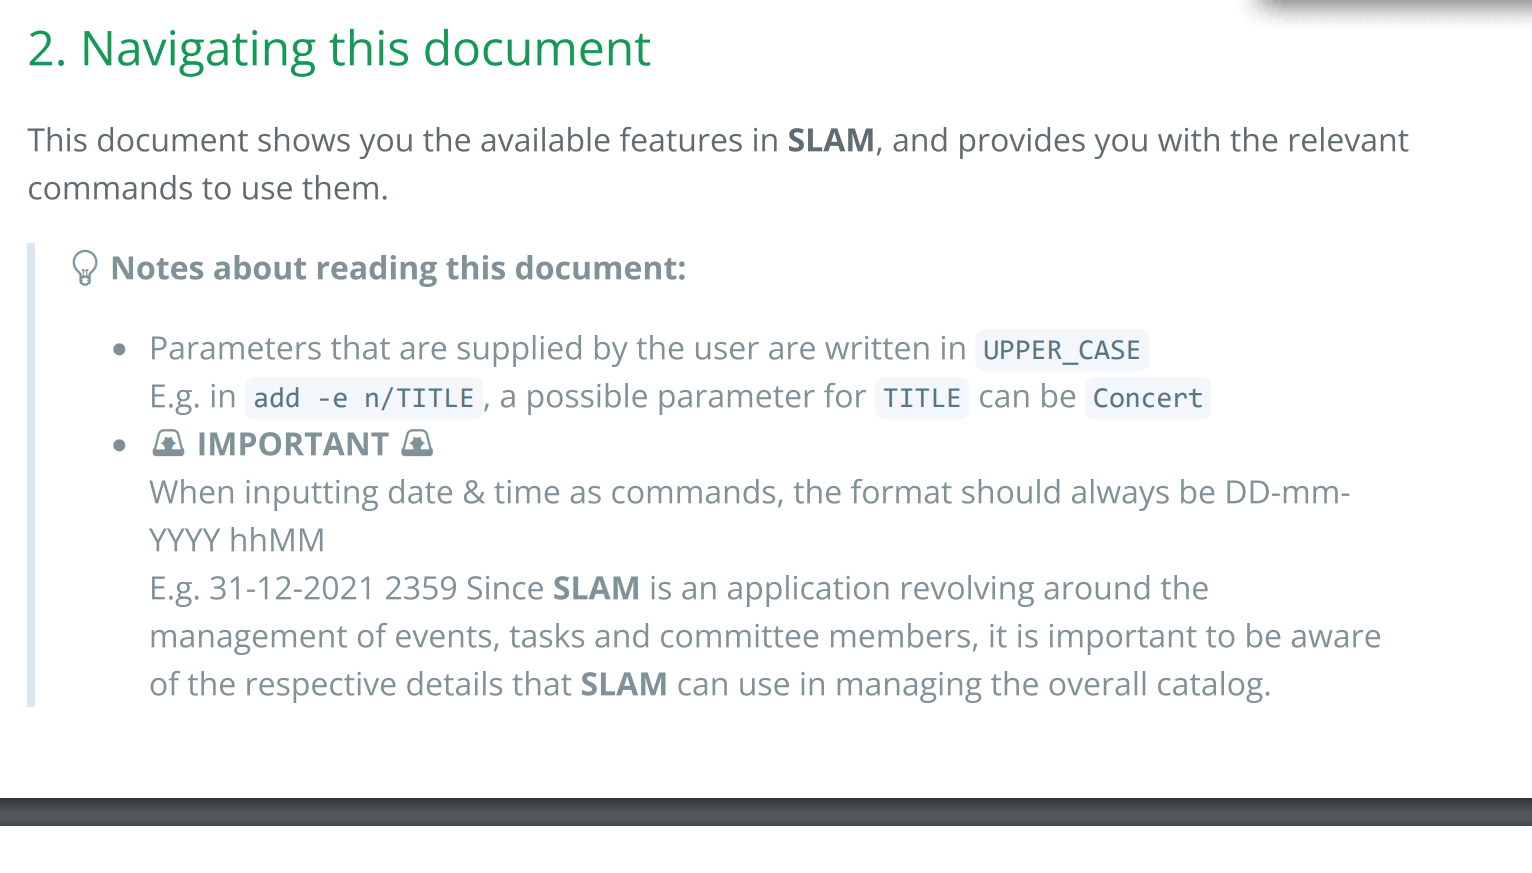 2. Navigating this document
This document shows you the available features in SLAM, and provides you with the relevant
commands to use them.
Notes about reading this document:
Parameters that are supplied by the user are written in UPPER_CASE
E.g. in add -e n/TITLE, a possible parameter for TITLE can be Concert
IMPORTANT
When inputting date & time as commands, the format should always be DD-mm-
YYYY hhMM
E.g. 31-12-2021 2359 Since SLAM is an application revolving around the
management of events, tasks and committee members, it is important to be aware
of the respective details that SLAM can use in managing the overall catalog.